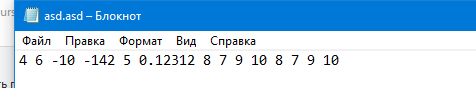 asd.asd – Блокнот
Файл Правка Формат Вид Справка
4 6 -10 -142 5 0.12312 8 7 9 10 8 7 9 10